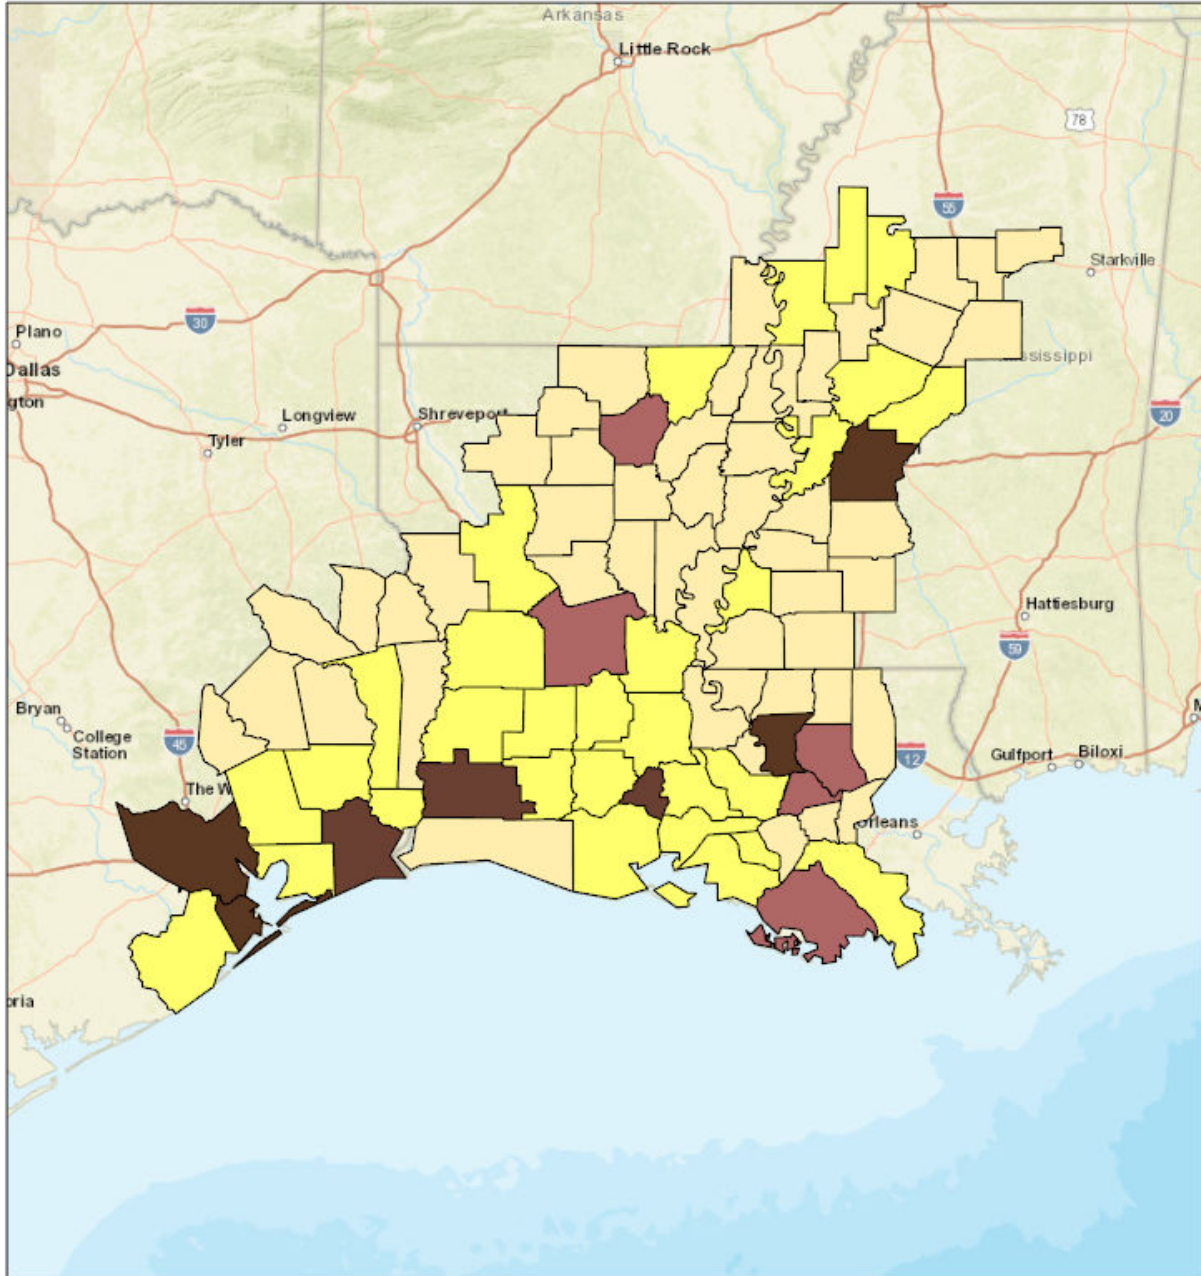 Arkansas
Little Rock
78
55
Starkville
30
Plano
Dallas
gton
ississippi
Longview
Shreveport
Tyler
20
Hattiesburg
59
Bryan
College
Station
45
The W
M
Gulfport
Biloxi
12
Orleans
oria